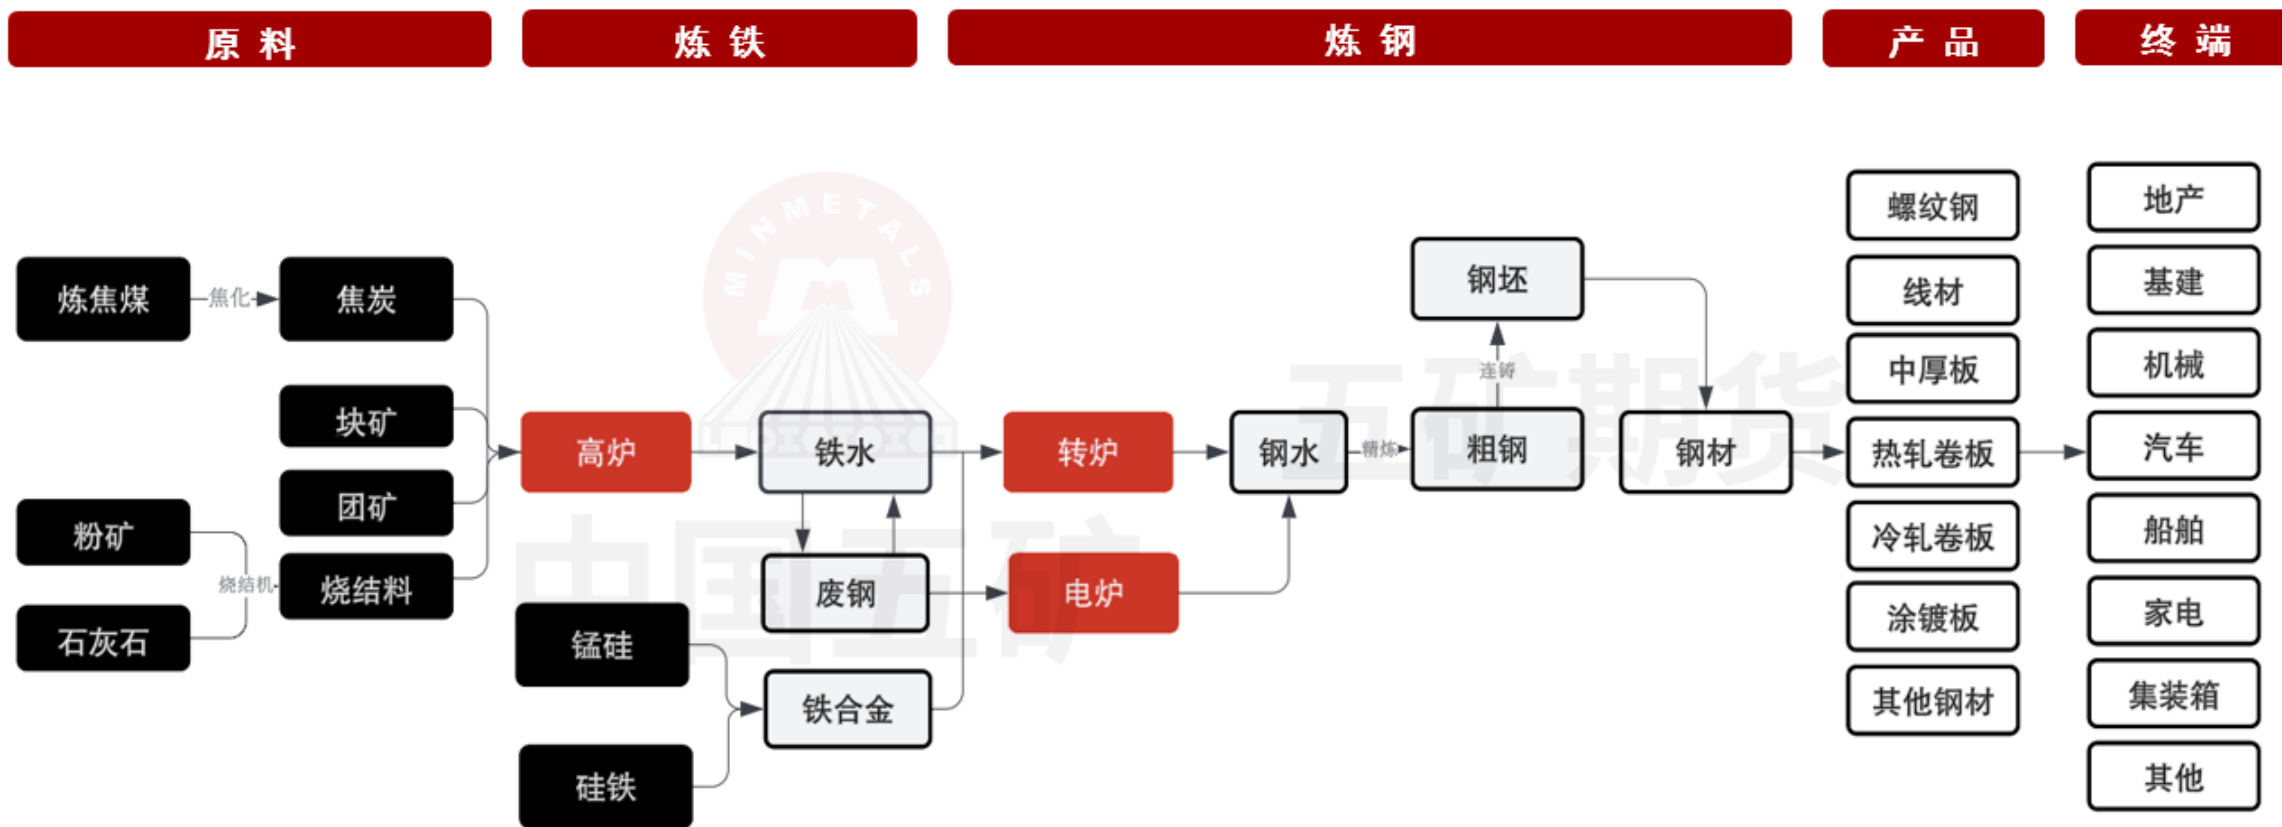 原 料
炼 铁
炼 钢
产 品
终 端
炼焦煤
焦化
焦炭
块矿
团矿
粉矿
石灰石
烧结机
烧结料
高炉
铁水
废钢
锰硅
硅铁
铁合金
转炉
电炉
钢水
精炼
粗钢
连铸
钢坯
钢材
螺纹钢
线材
中厚板
热轧卷板
冷轧卷板
涂镀板
其他钢材
地产
基建
机械
汽车
船舶
家电
集装箱
其他
MINMETALS
中国五矿
五矿期货